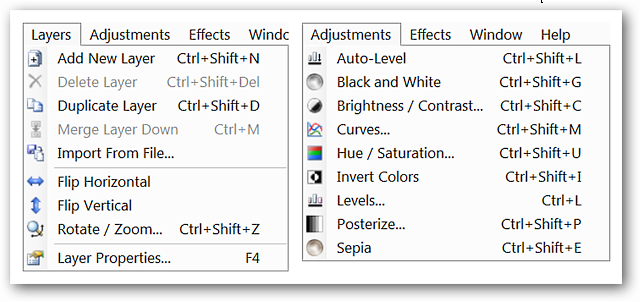 Layers Adjustments Effects
Add New Layer Ctrl+Shift+N
Delete Layer Ctrl+Shift+Del
Duplicate Layer Ctrl+Shift+D
Merge Layer Down Ctrl+M
Import From File...
Flip Horizontal
Flip Vertical
Rotate / Zoom... Ctrl+Shift+Z
Layer Properties... F4
Adjustments Effects Window Help
Auto-Level Ctrl+Shift+L
Black and White Ctrl+Shift+G
Brightness / Contrast... Ctrl+Shift+C
Curves... Ctrl+Shift+M
Hue / Saturation... Ctrl+Shift+U
Invert Colors Ctrl+Shift+I
Levels... Ctrl+L
Posterize... Ctrl+Shift+P
Sepia Ctrl+Shift+E